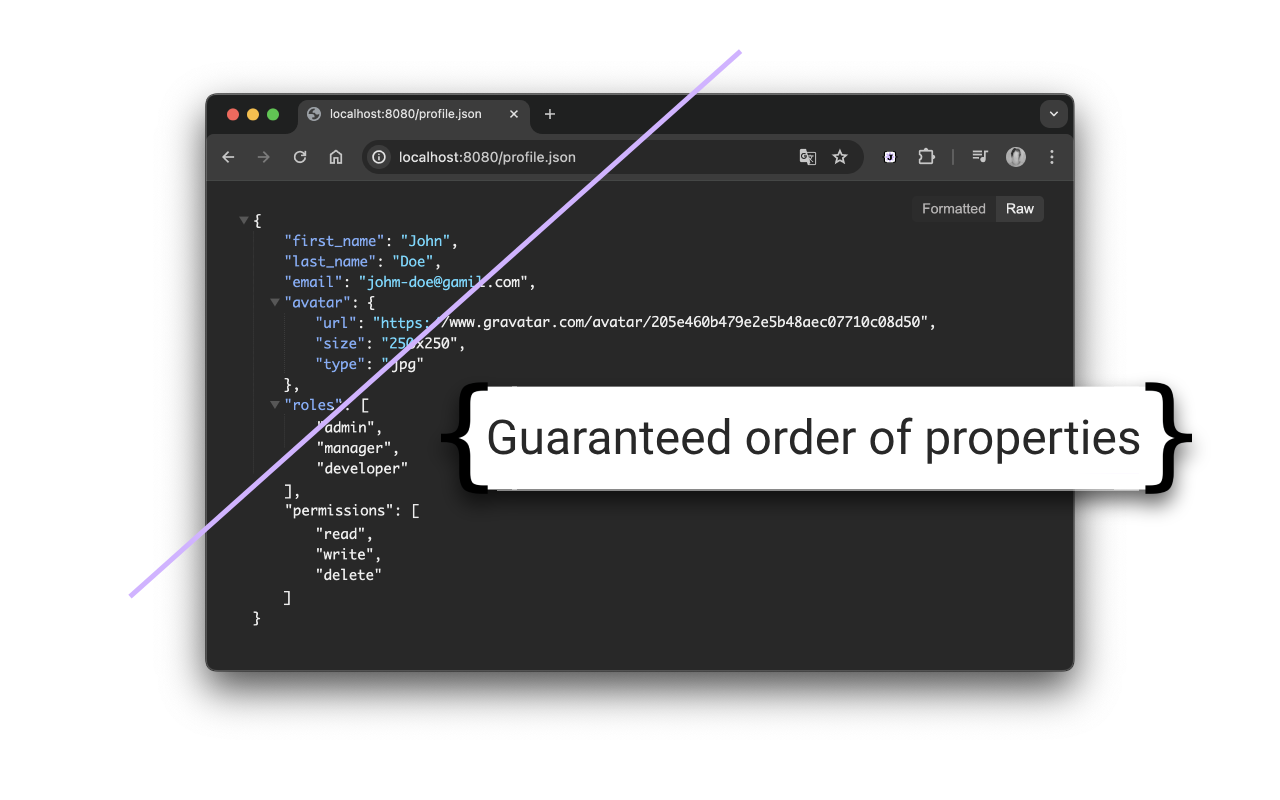 localhost:8080/profile.json
localhost:8080/profile.json
Formatted Raw
{
"first_name": "John",
"last_name": "Doe",
"email": "johm-doe@gamil.com",
"avatar": {
"url": "https://www.gravatar.com/avatar/205e460b479e2e5b48aec07710c08d50",
"size": "250x250",
"type": "jpg"
},
"roles": [
"admin",
"manager",
"developer"
],
"permissions": [
"read",
"write",
"delete"
]
}
{Guaranteed order of properties}